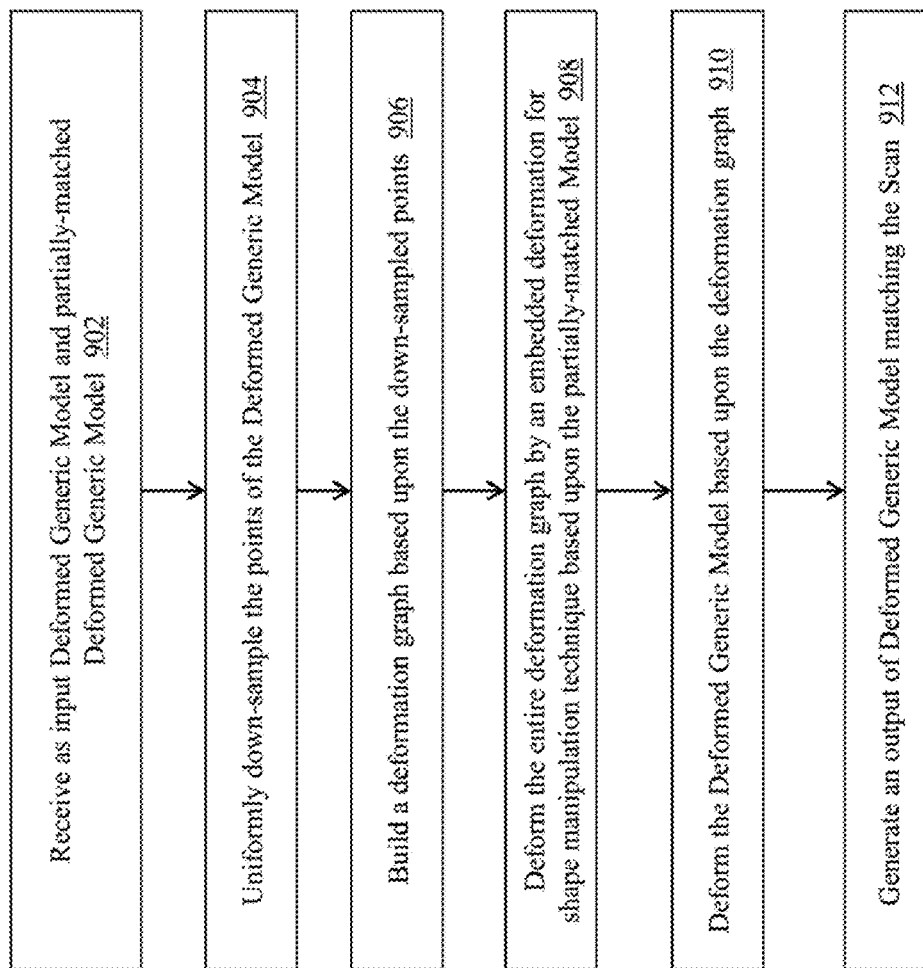 Receive as input Deformed Generic Model and partially-matched
Deformed Generic Model 902
Uniformly down-sample the points of the Deformed Generic Model 904
Build a deformation graph based upon the down-sampled points 906
Deform the entire deformation graph by an embedded deformation for
shape manipulation technique based upon the partially-matched Model 908
Deform the Deformed Generic Model based upon the deformation graph 910
Generate an output of Deformed Generic Model matching the Scan 912